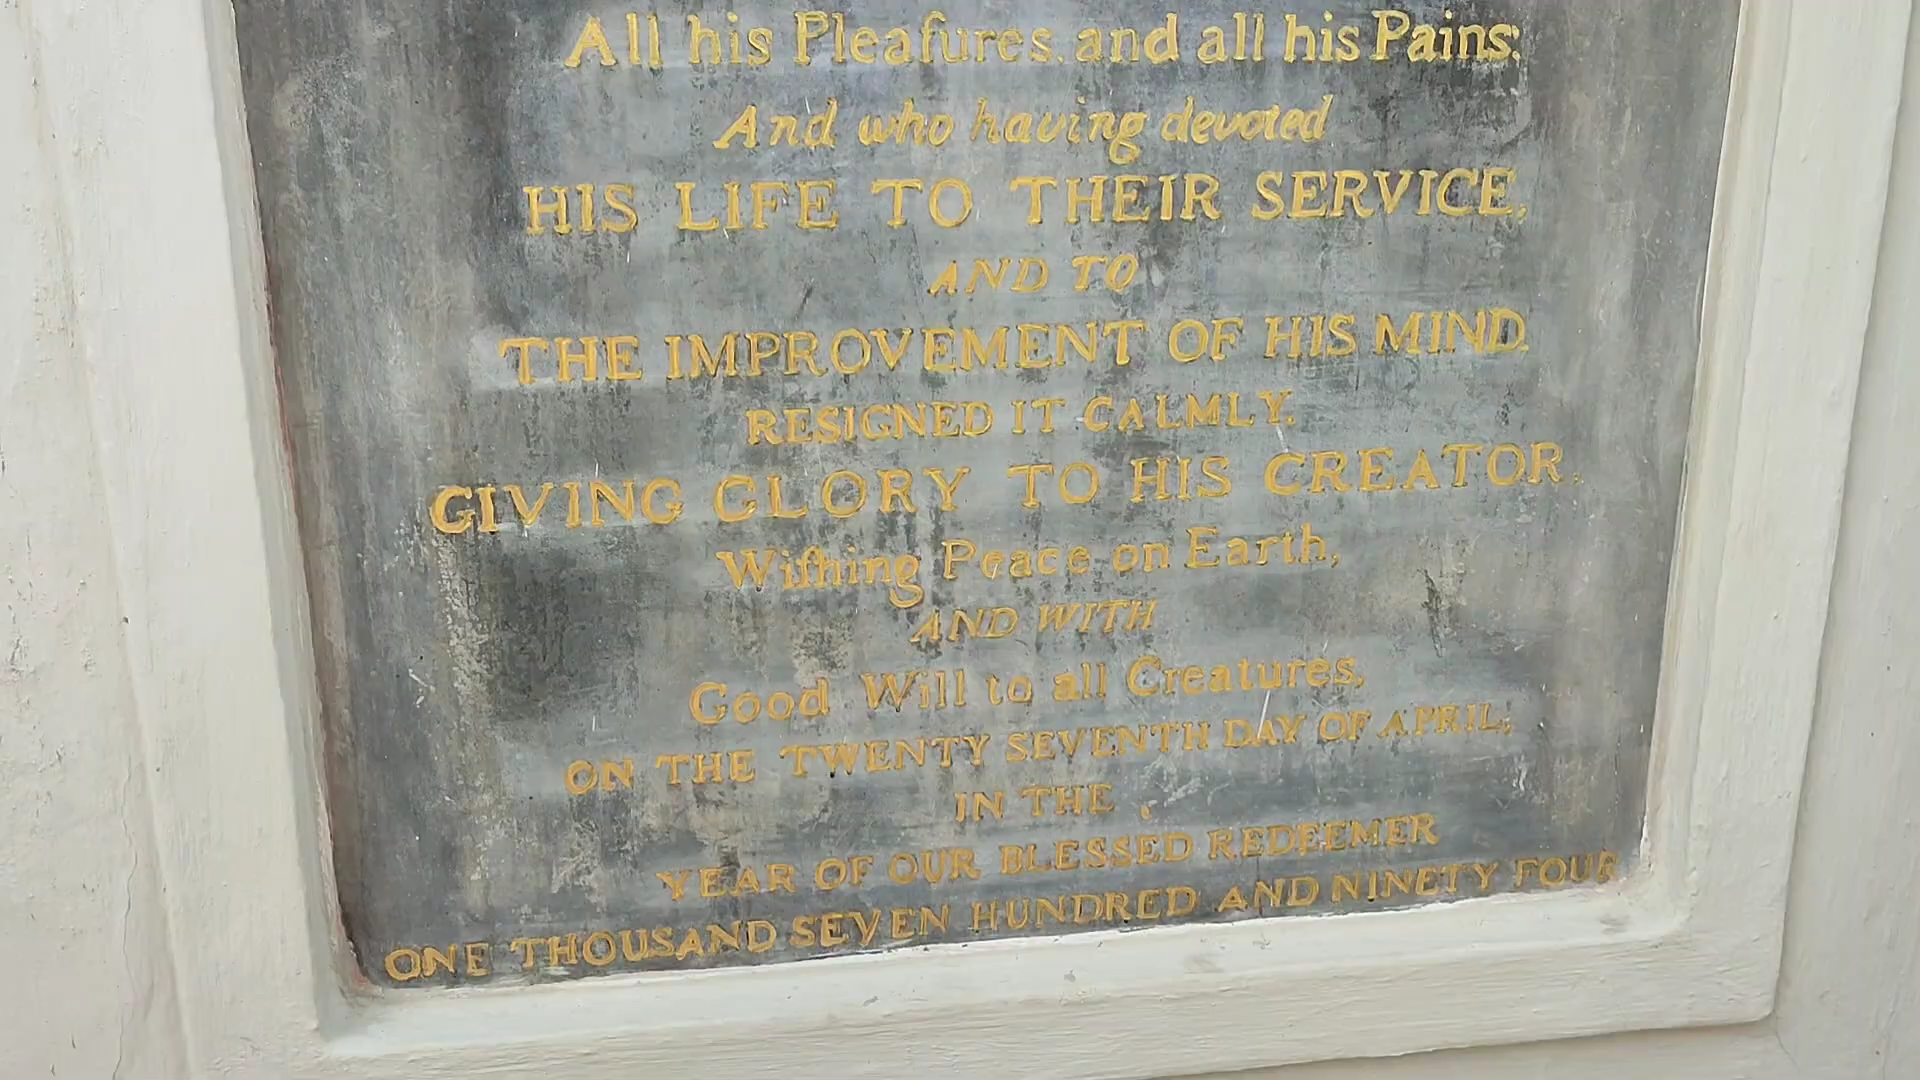 All his Pleaſures, and all his Pains:
And who having devoted
HIS LIFE TO THEIR SERVICE,
AND TO
THE IMPROVEMENT OF HIS MIND.
RESIGNED IT CALMLY.
GIVING GLORY TO HIS CREATOR,
Wiſhing Peace on Earth,
AND WITH
Good Will to all Creatures,
ON THE TWENTY SEVENTH DAY OF APRIL;
IN THE
YEAR OF OUR BLESSED REDEEMER
ONE THOUSAND SEVEN HUNDRED AND NINETY FOUR